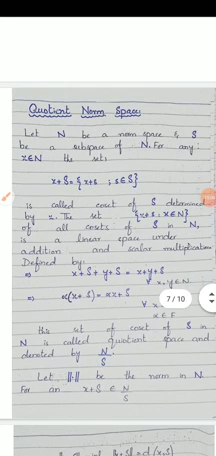 Quotient Norm Space:
Let N be a norm space & S
be a subspace of N. For any
x∈N the set:
x+S = {x+s ; s∈S}
is called coset of S determined
by x. The set {x+S : x∈N}
of all cosets of S in N,
is a linear space under
addition and scalar multiplication
Defined by:
⇒ x+S + y+S = x+y+S
∀ x,y∈N
⇒ α(x+S) = αx+S
∀ x∈
α∈F
7 / 10
this set of coset of S in
N is called quotient space and
denoted by N/S.
Let ‖·‖ be the norm in N.
For an x+S ∈ N/S
= d(x,S)